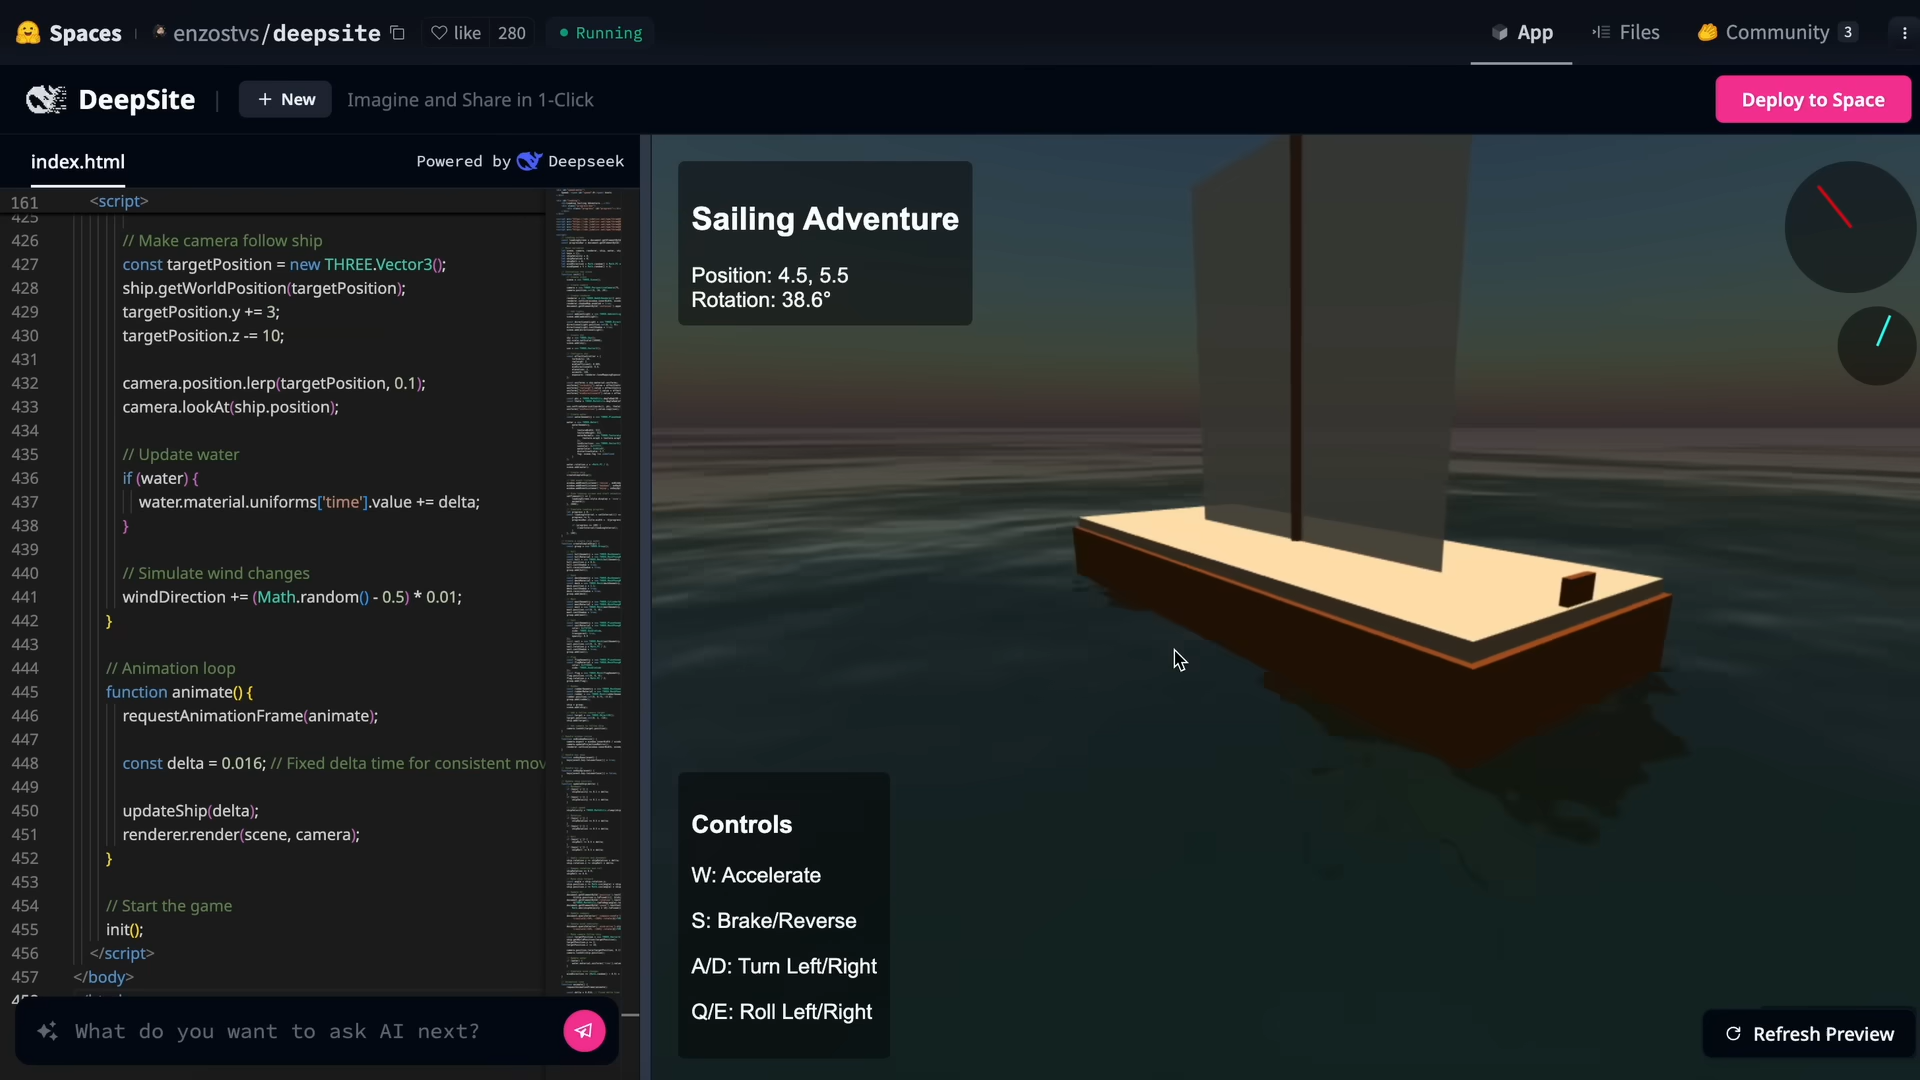 Spaces
enzostvs/deepsite
like 280
Running
App
Files
Community 3
DeepSite
+ New
Imagine and Share in 1-Click
Deploy to Space
index.html
Powered by Deepseek
161 <script>
425
426 // Make camera follow ship
427 const targetPosition = new THREE.Vector3();
428 ship.getWorldPosition(targetPosition);
429 targetPosition.y += 3;
430 targetPosition.z -= 10;
431
432 camera.position.lerp(targetPosition, 0.1);
433 camera.lookAt(ship.position);
434
435 // Update water
436 if (water) {
437 water.material.uniforms['time'].value += delta;
438 }
439
440 // Simulate wind changes
441 windDirection += (Math.random() - 0.5) * 0.01;
442 }
443
444 // Animation loop
445 function animate() {
446 requestAnimationFrame(animate);
447
448 const delta = 0.016; // Fixed delta time for consistent mov
449
450 updateShip(delta);
451 renderer.render(scene, camera);
452 }
453
454 // Start the game
455 init();
456 </script>
457 </body>
What do you want to ask AI next?
Sailing Adventure
Position: 4.5, 5.5
Rotation: 38.6°
Controls
W: Accelerate
S: Brake/Reverse
A/D: Turn Left/Right
Q/E: Roll Left/Right
Refresh Preview